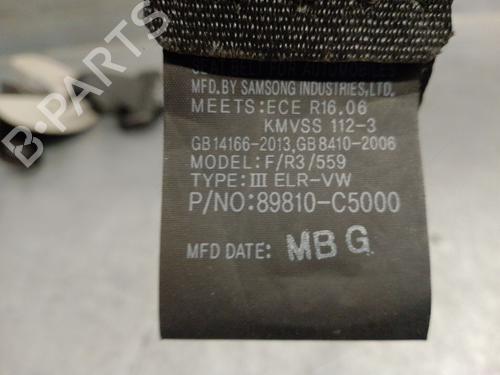 MFD.BY SAMSONG INDUSTRIES,LTD.
MEETS:ECE R16.06
KMVSS 112-3
GB14166-2013,GB8410-2006
MODEL:F/R3/559
TYPE:III ELR-VW
P/NO:89810-C5000
MFD DATE: MBG
B-PARTS